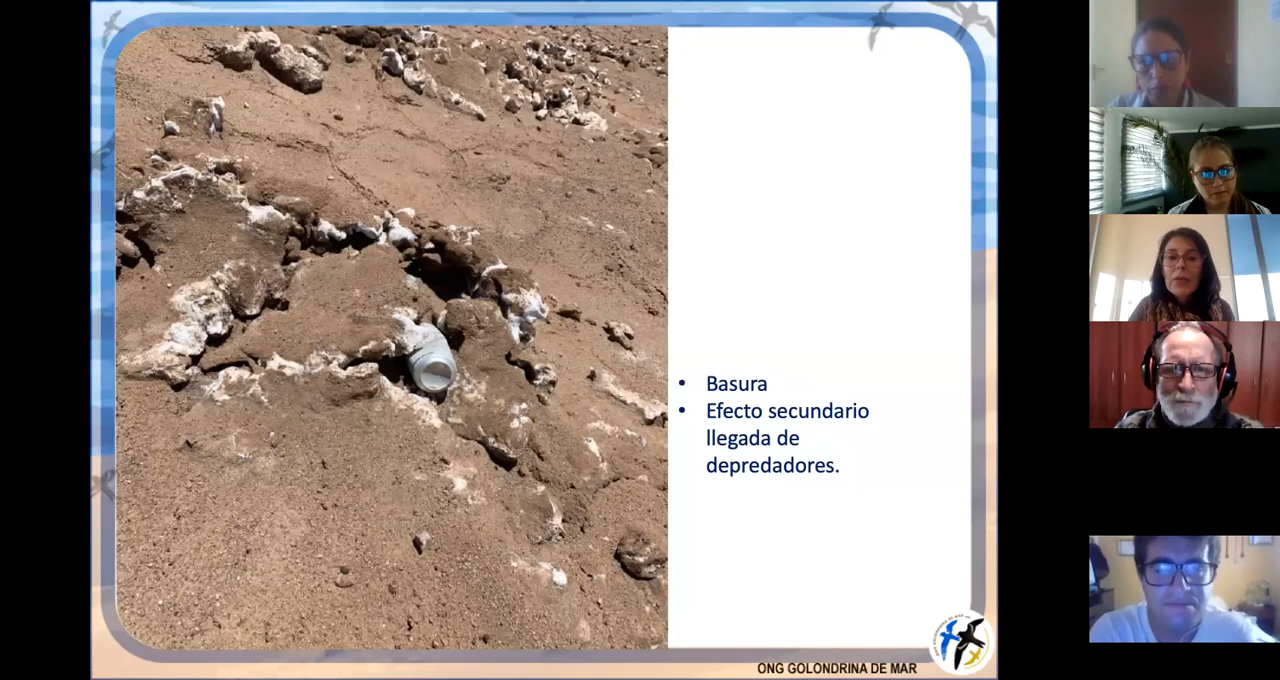 • Basura
• Efecto secundario
llegada de
depredadores.
ONG GOLONDRINA DE MAR